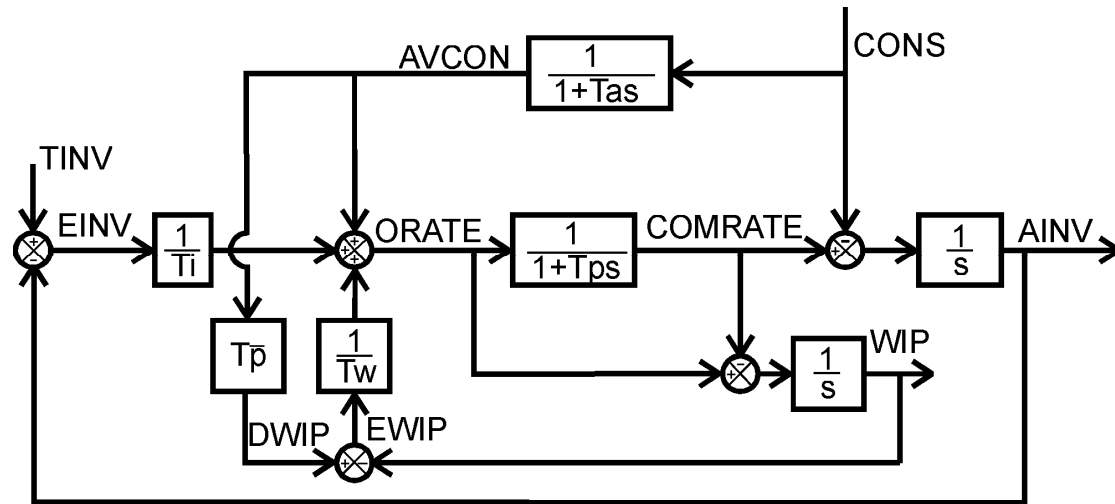 AVCON
1
1+Tas
CONS
TINV
EINV
1
Ti
ORATE
1
1+Tps
COMRATE
1
s
AINV
Tp̄
1
Tw
1
s
WIP
DWIP
EWIP